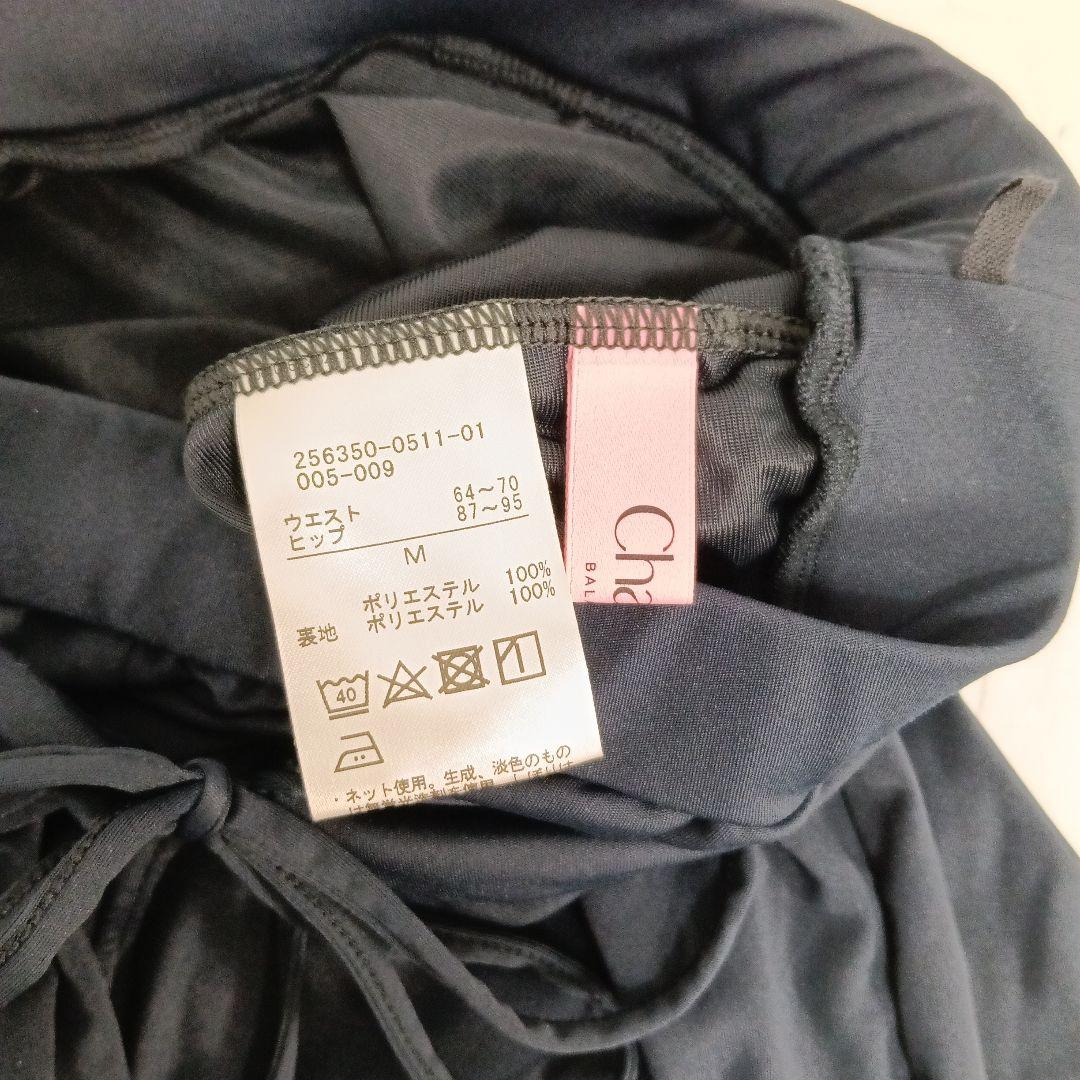 256350-0511-01
005-009
ウエスト 64～70
ヒップ 87～95
M
ポリエステル 100%
裏地 ポリエステル 100%
40
・ネット使用。生成、淡色のもの
Cha
BAL